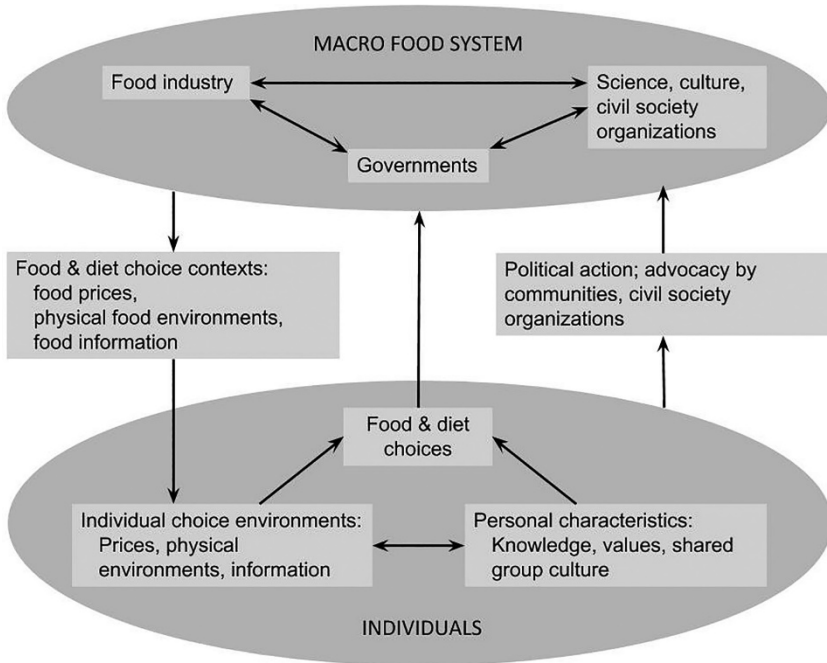 MACRO FOOD SYSTEM
Food industry
Science, culture,
civil society
organizations
Governments
Food & diet choice contexts:
food prices,
physical food environments,
food information
Political action; advocacy by
communities, civil society
organizations
Food & diet
choices
Individual choice environments:
Prices, physical
environments, information
Personal characteristics:
Knowledge, values, shared
group culture
INDIVIDUALS